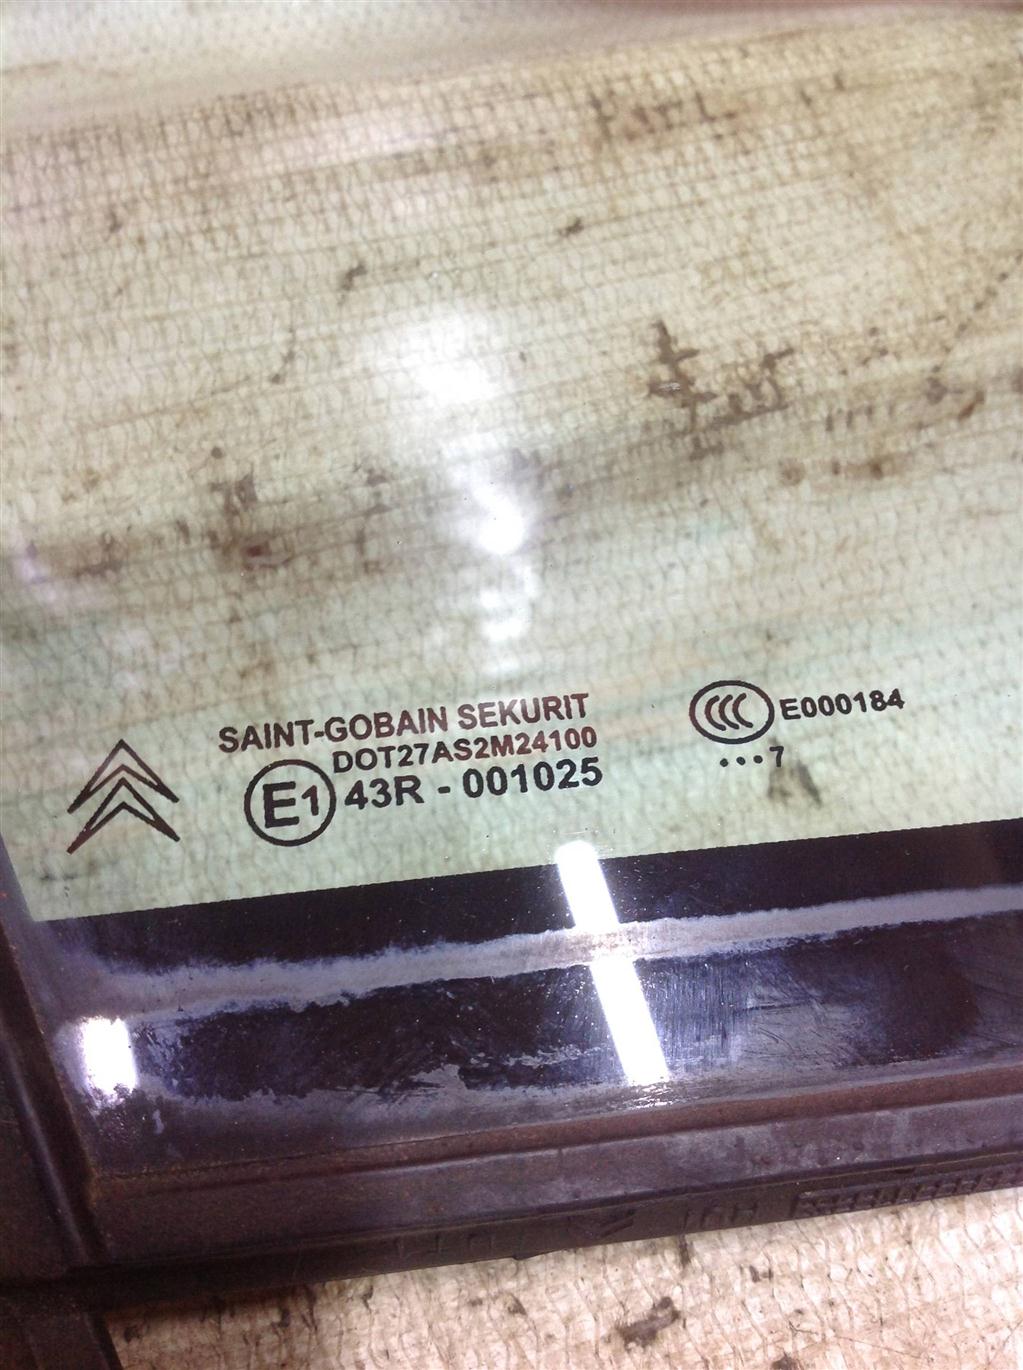 SAINT-GOBAIN SEKURIT
DOT27AS2M24100
E1 43R - 001025
CCC E000184
...7